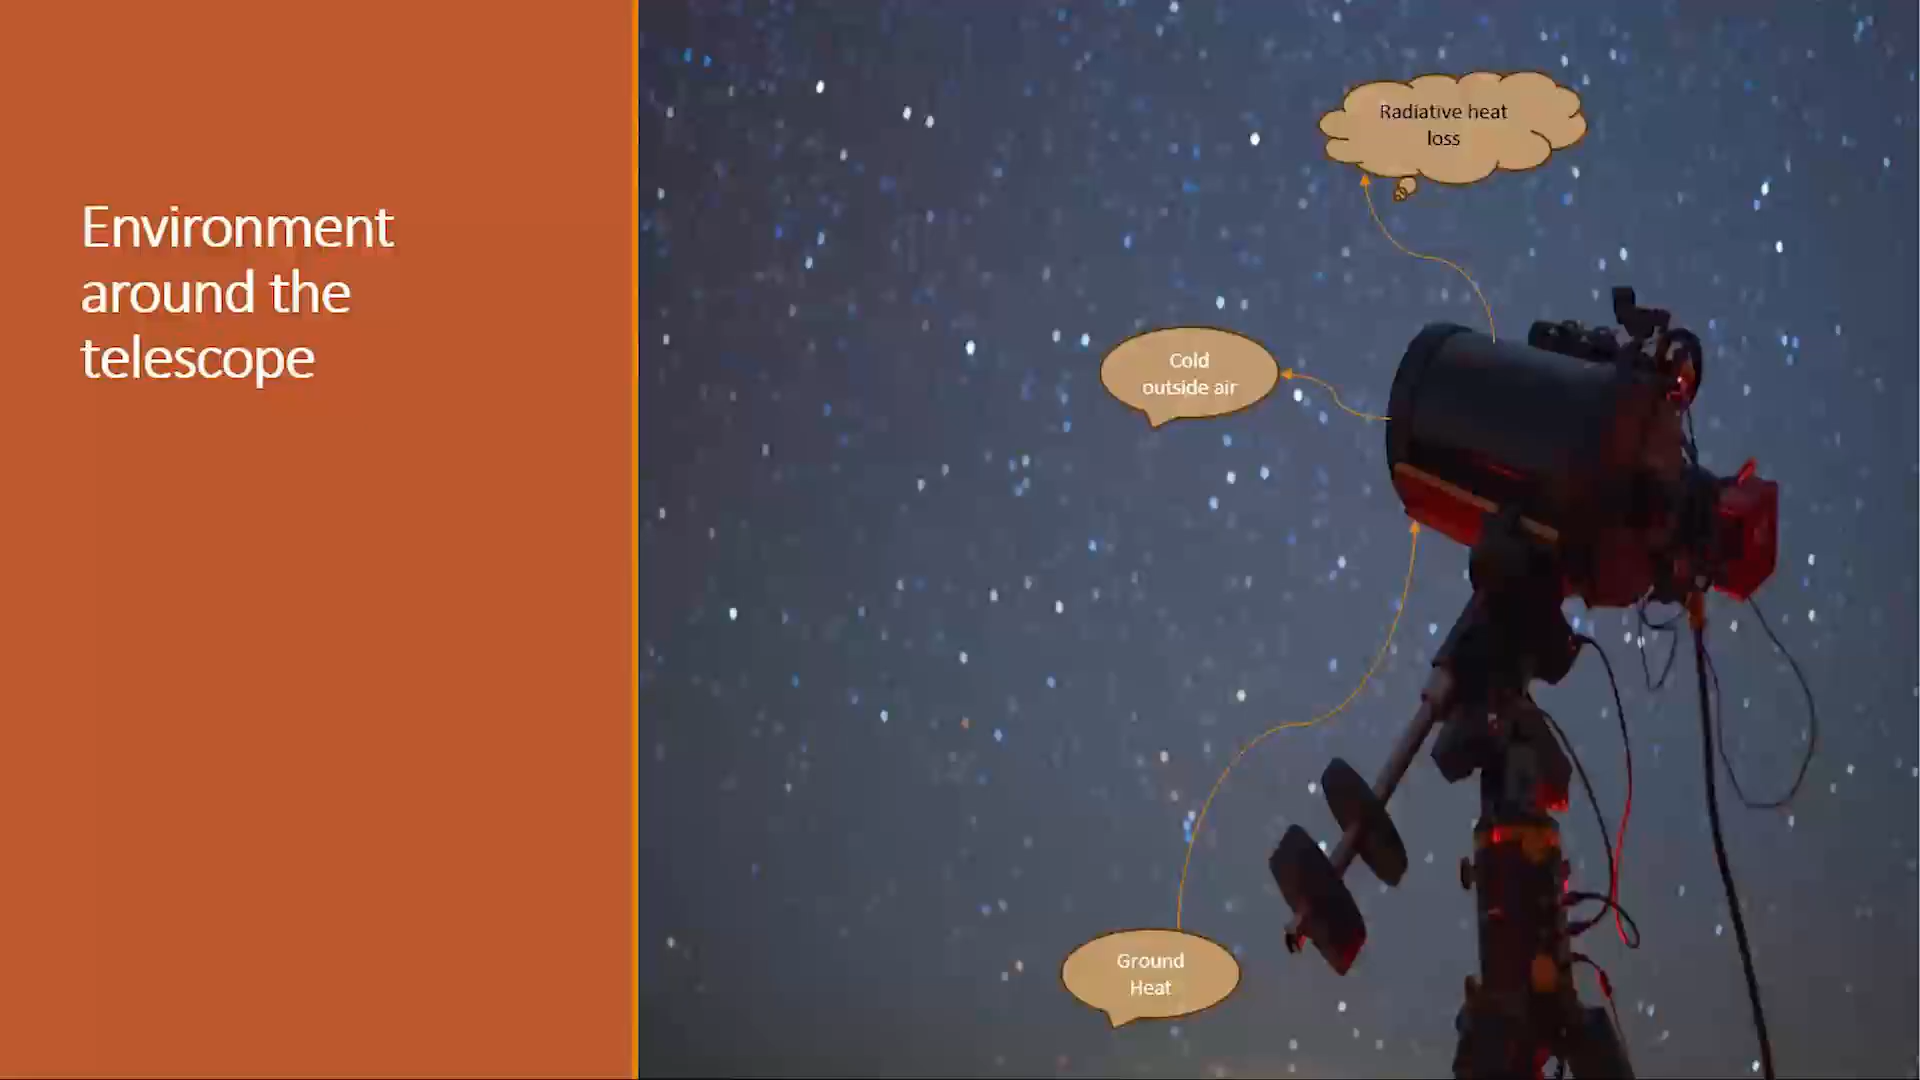 Environment
around the
telescope
Radiative heat
loss
Cold
outside air
Ground
Heat